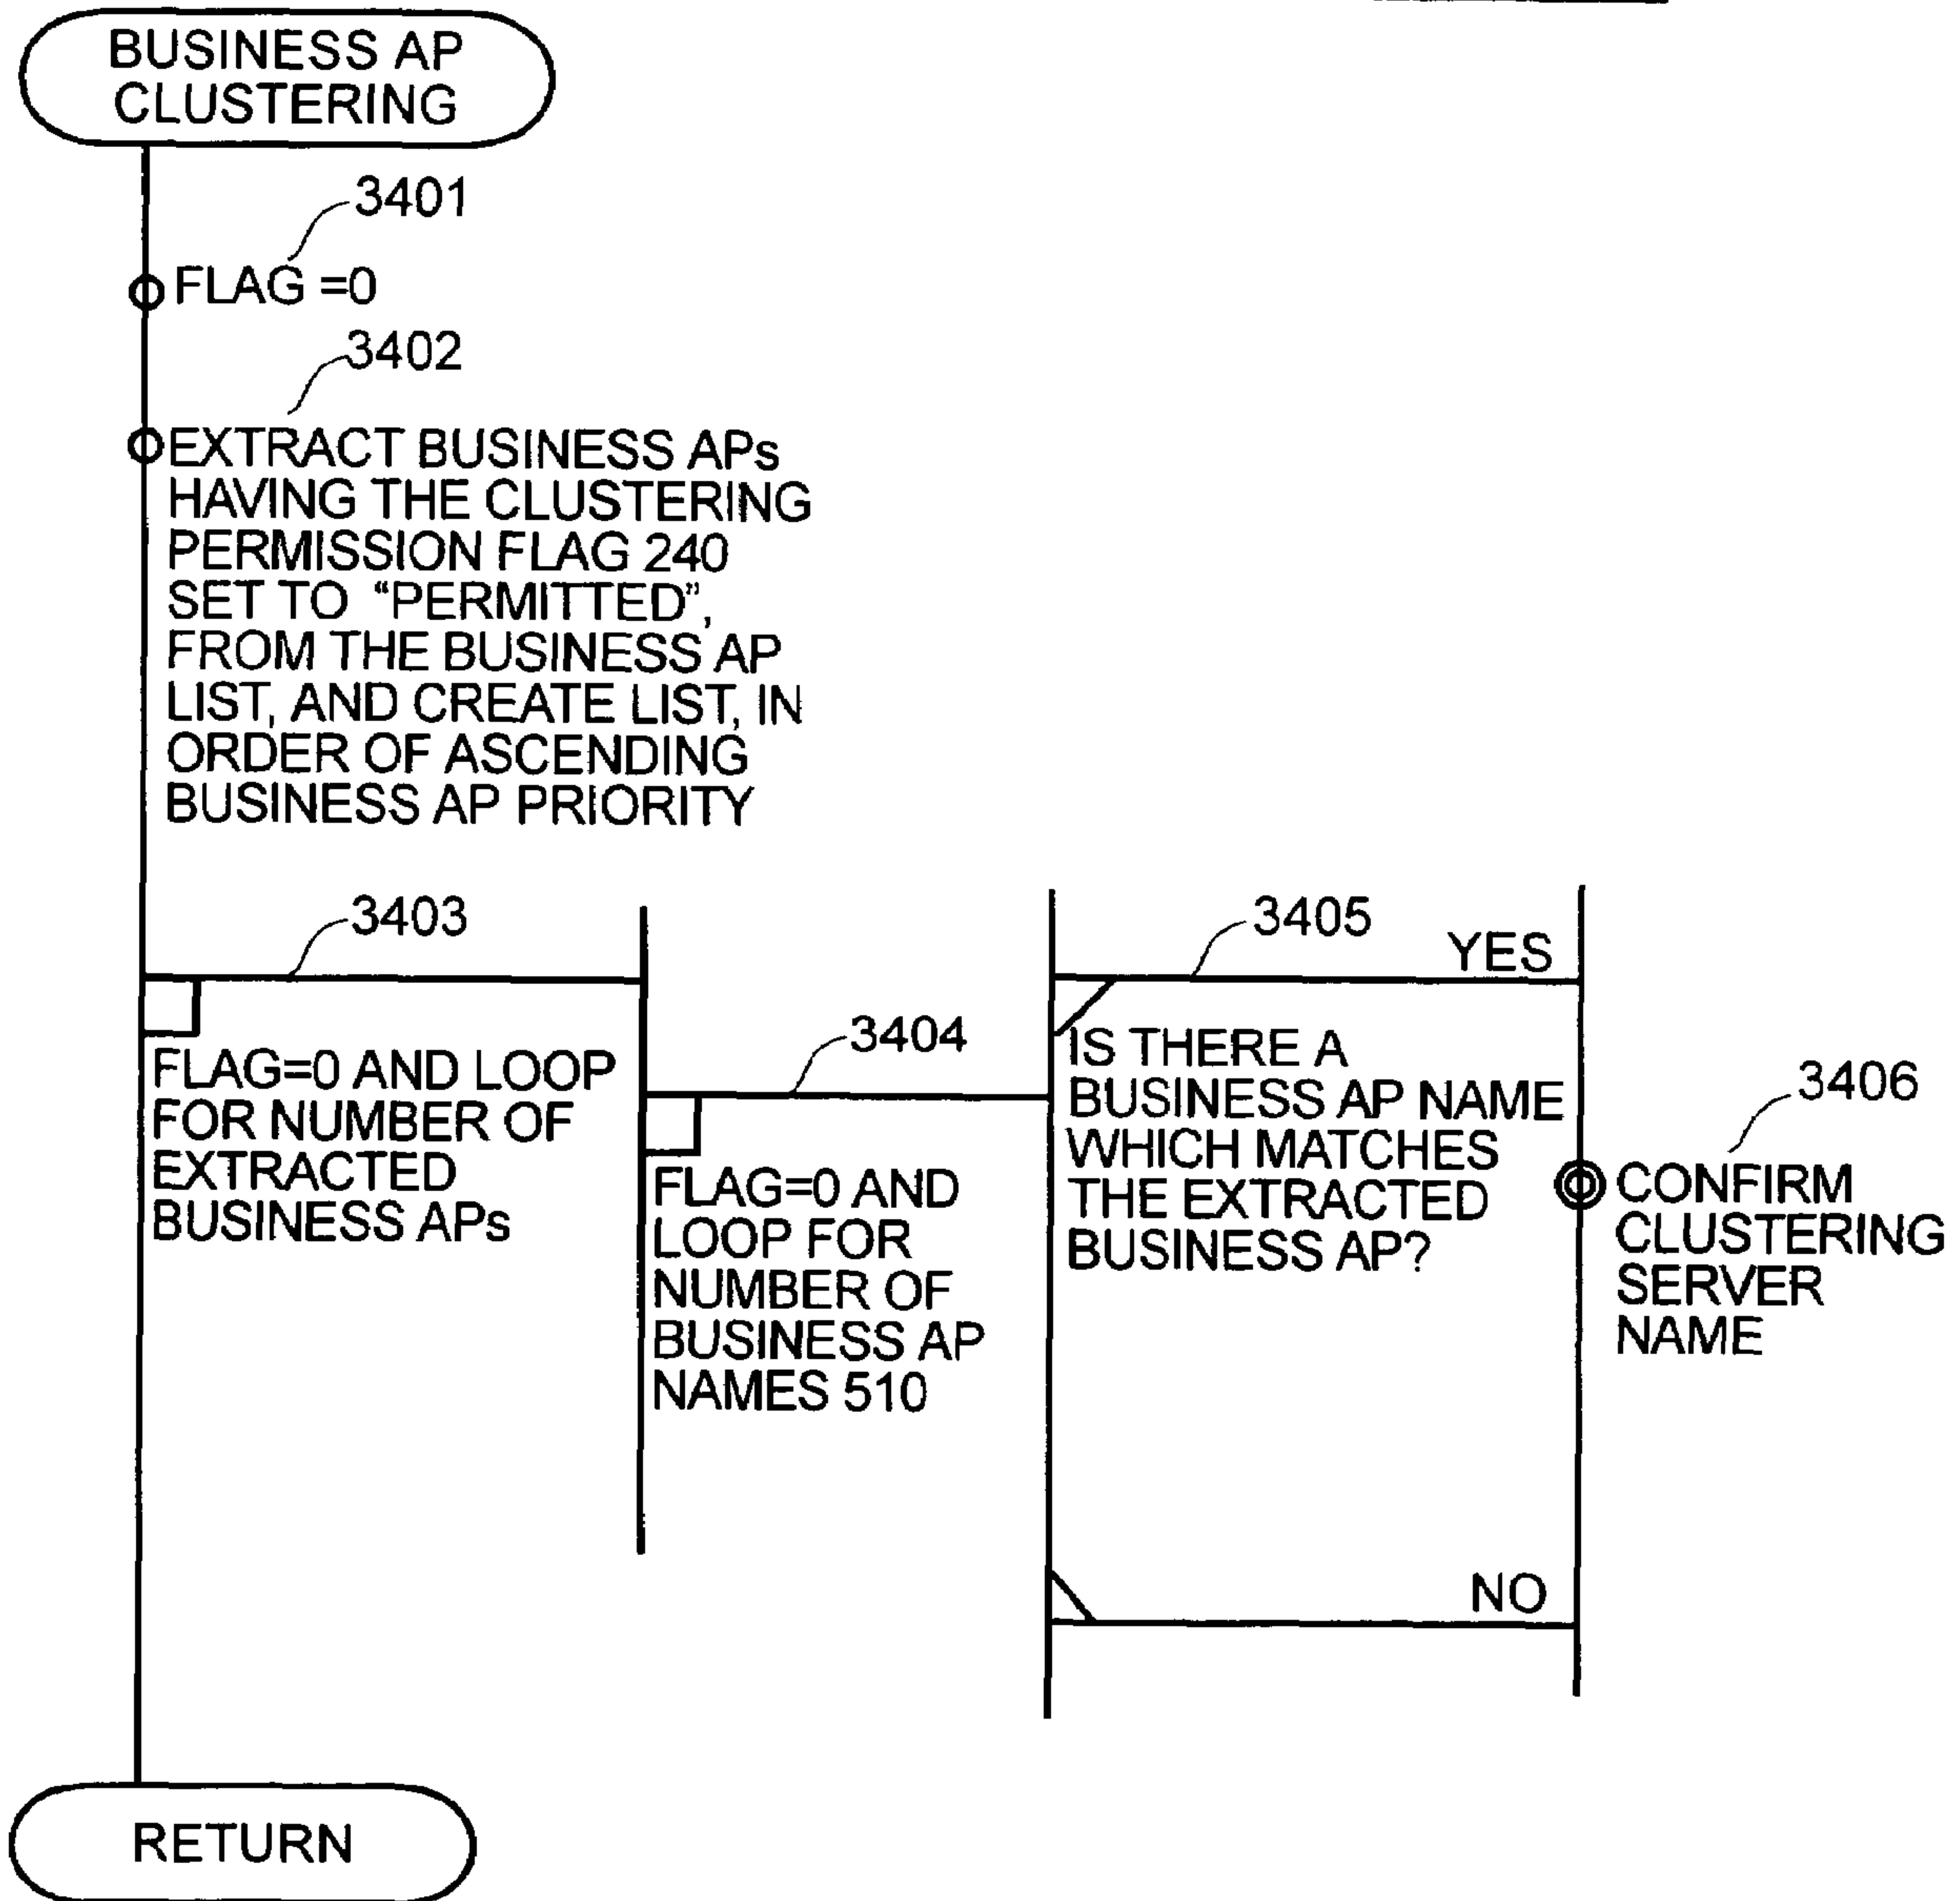 BUSINESS AP
CLUSTERING
3401
FLAG =0
3402
EXTRACT BUSINESS APs
HAVING THE CLUSTERING
PERMISSION FLAG 240
SET TO “PERMITTED”,
FROM THE BUSINESS AP
LIST, AND CREATE LIST, IN
ORDER OF ASCENDING
BUSINESS AP PRIORITY
3403
FLAG=0 AND LOOP
FOR NUMBER OF
EXTRACTED
BUSINESS APs
3404
FLAG=0 AND
LOOP FOR
NUMBER OF
BUSINESS AP
NAMES 510
3405
YES
IS THERE A
BUSINESS AP NAME
WHICH MATCHES
THE EXTRACTED
BUSINESS AP?
NO
3406
CONFIRM
CLUSTERING
SERVER
NAME
RETURN